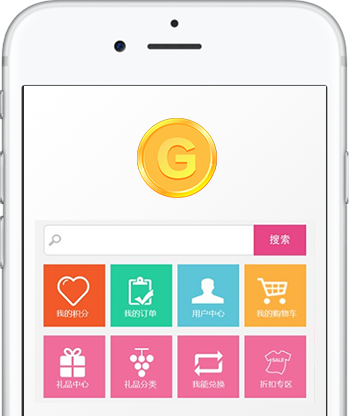 G
搜索
我的积分
我的订单
用户中心
我的购物车
礼品中心
礼品分类
我能兑换
SALE
折扣专区